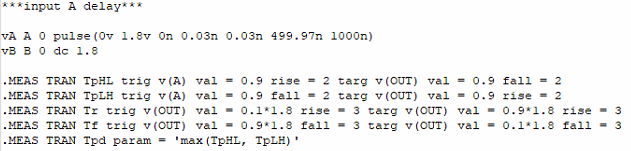 ***input A delay***
vA A 0 pulse(0v 1.8v 0n 0.03n 0.03n 499.97n 1000n)
vB B 0 dc 1.8
.MEAS TRAN TpHL trig v(A) val = 0.9 rise = 2 targ v(OUT) val = 0.9 fall = 2
.MEAS TRAN TpLH trig v(A) val = 0.9 fall = 2 targ v(OUT) val = 0.9 rise = 2
.MEAS TRAN Tr trig v(OUT) val = 0.1*1.8 rise = 3 targ v(OUT) val = 0.9*1.8 rise = 3
.MEAS TRAN Tf trig v(OUT) val = 0.9*1.8 fall = 3 targ v(OUT) val = 0.1*1.8 fall = 3
.MEAS TRAN Tpd param = 'max(TpHL, TpLH)'